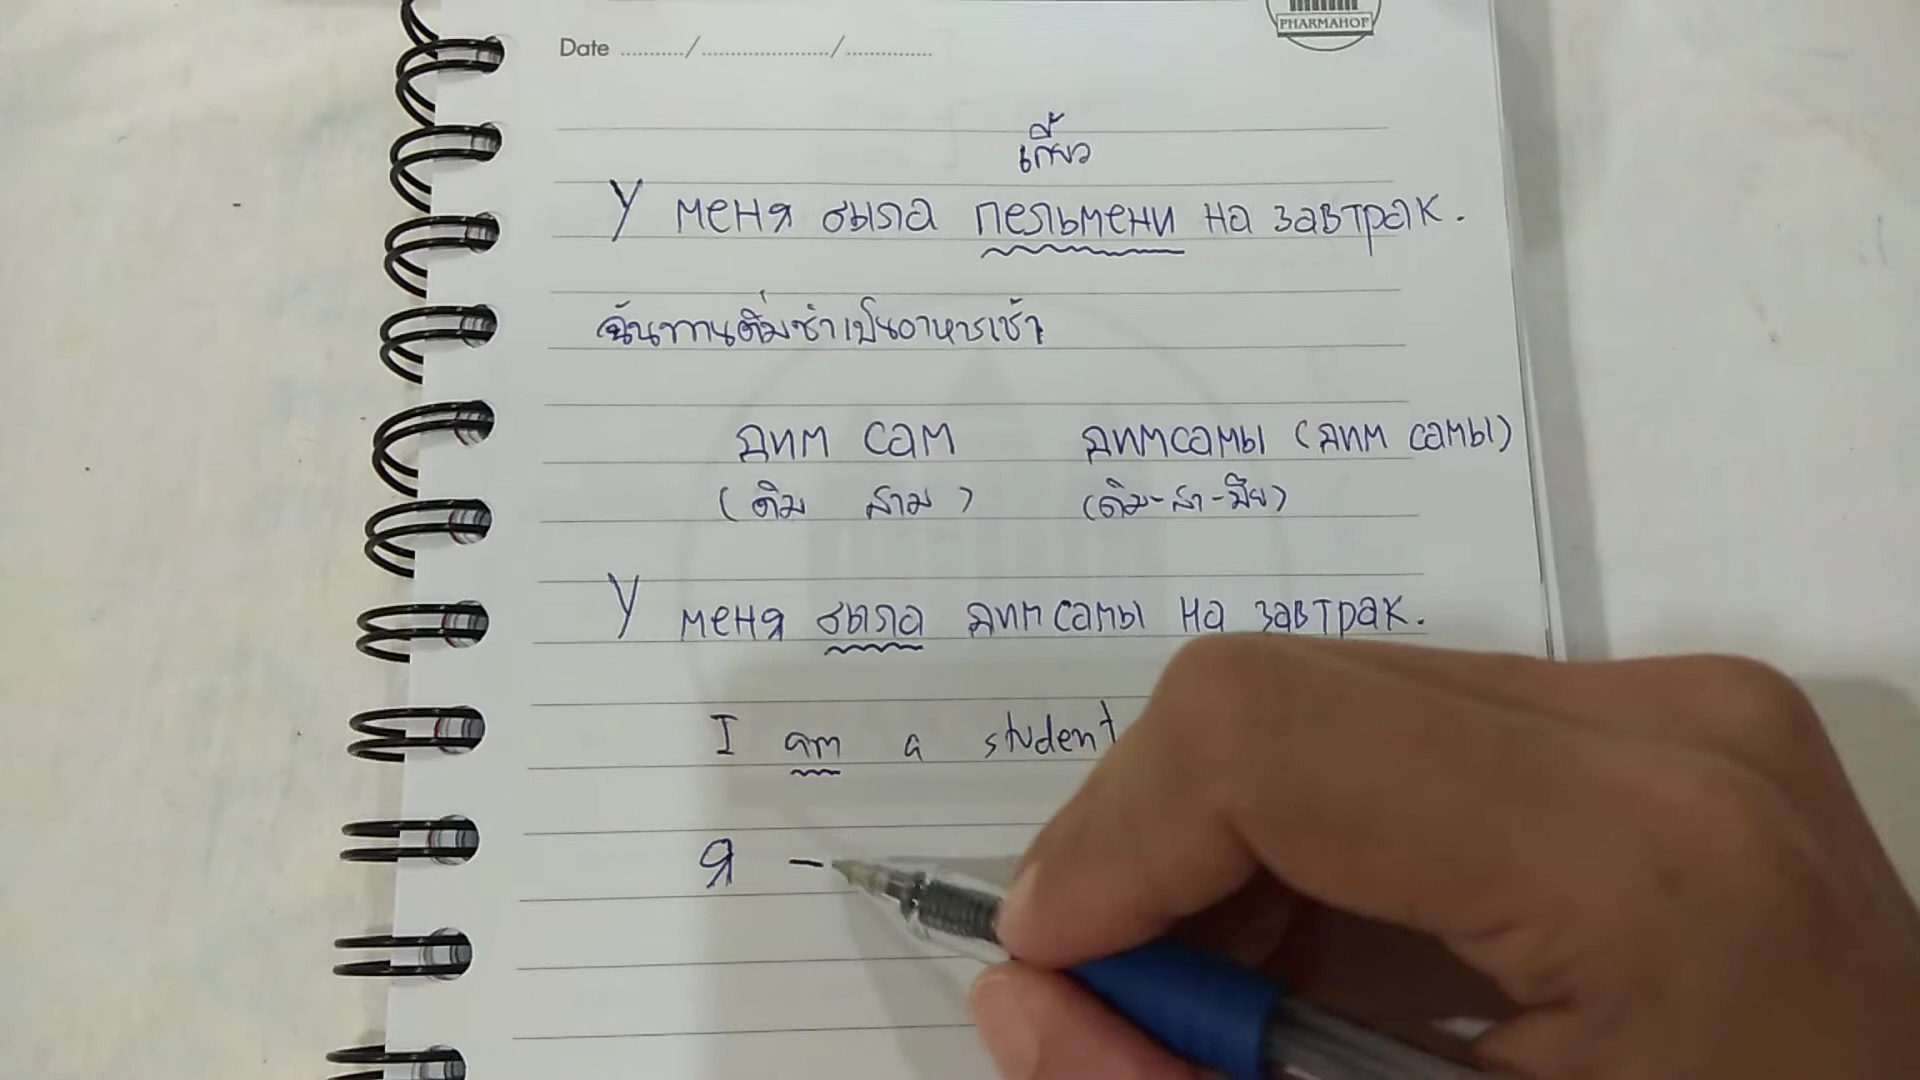 PHARMAHOF
Date ........../..................../..............
เกี๊ยว
У меня была пельмени на завтрак.
ฉันทานติ่มซำเป็นอาหารเช้า
дим сам димсамы (дим самы)
(ดิม ซาม) (ดิม-ซา-มืย)
У меня была димсамы на завтрак.
I am a student
Я —